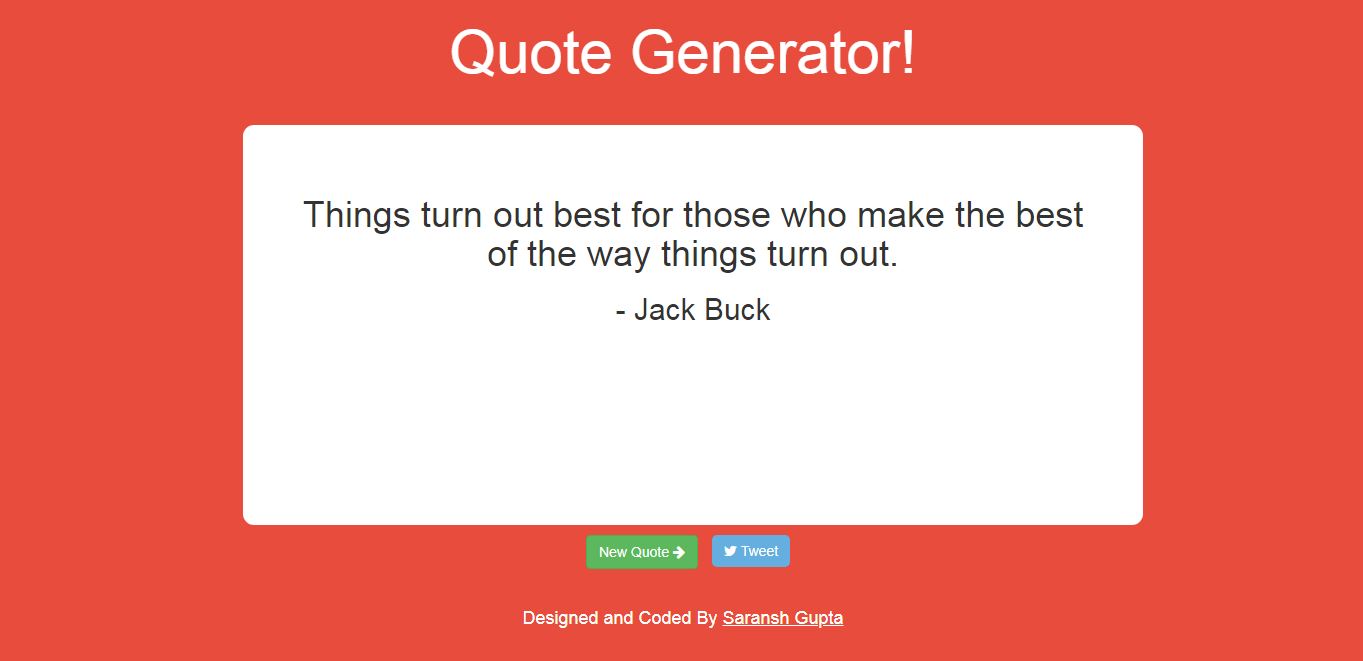 Quote Generator!
Things turn out best for those who make the best
of the way things turn out.
- Jack Buck
New Quote
Tweet
Designed and Coded By Saransh Gupta